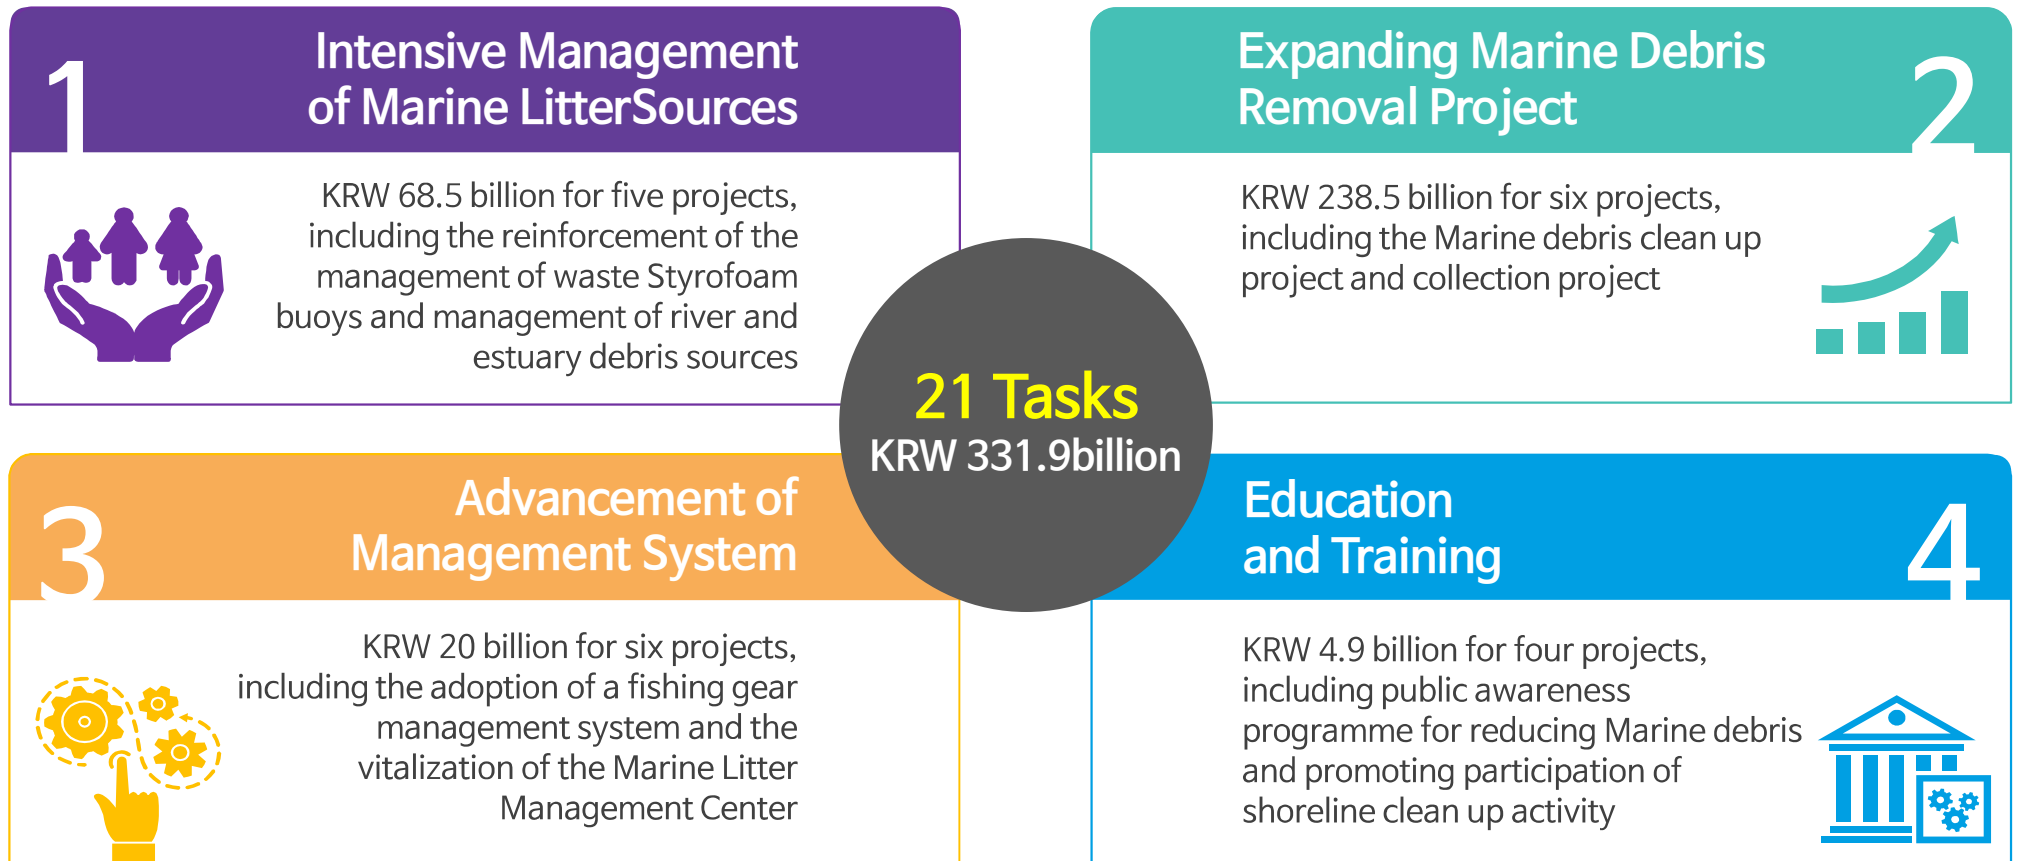 1
Intensive Management
of Marine LitterSources
KRW 68.5 billion for five projects,
including the reinforcement of the
management of waste Styrofoam
buoys and management of river and
estuary debris sources
Expanding Marine Debris
Removal Project
2
KRW 238.5 billion for six projects,
including the Marine debris clean up
project and collection project
21 Tasks
KRW 331.9billion
3
Advancement of
Management System
KRW 20 billion for six projects,
including the adoption of a fishing gear
management system and the
vitalization of the Marine Litter
Management Center
Education
and Training
4
KRW 4.9 billion for four projects,
including public awareness
programme for reducing Marine debris
and promoting participation of
shoreline clean up activity